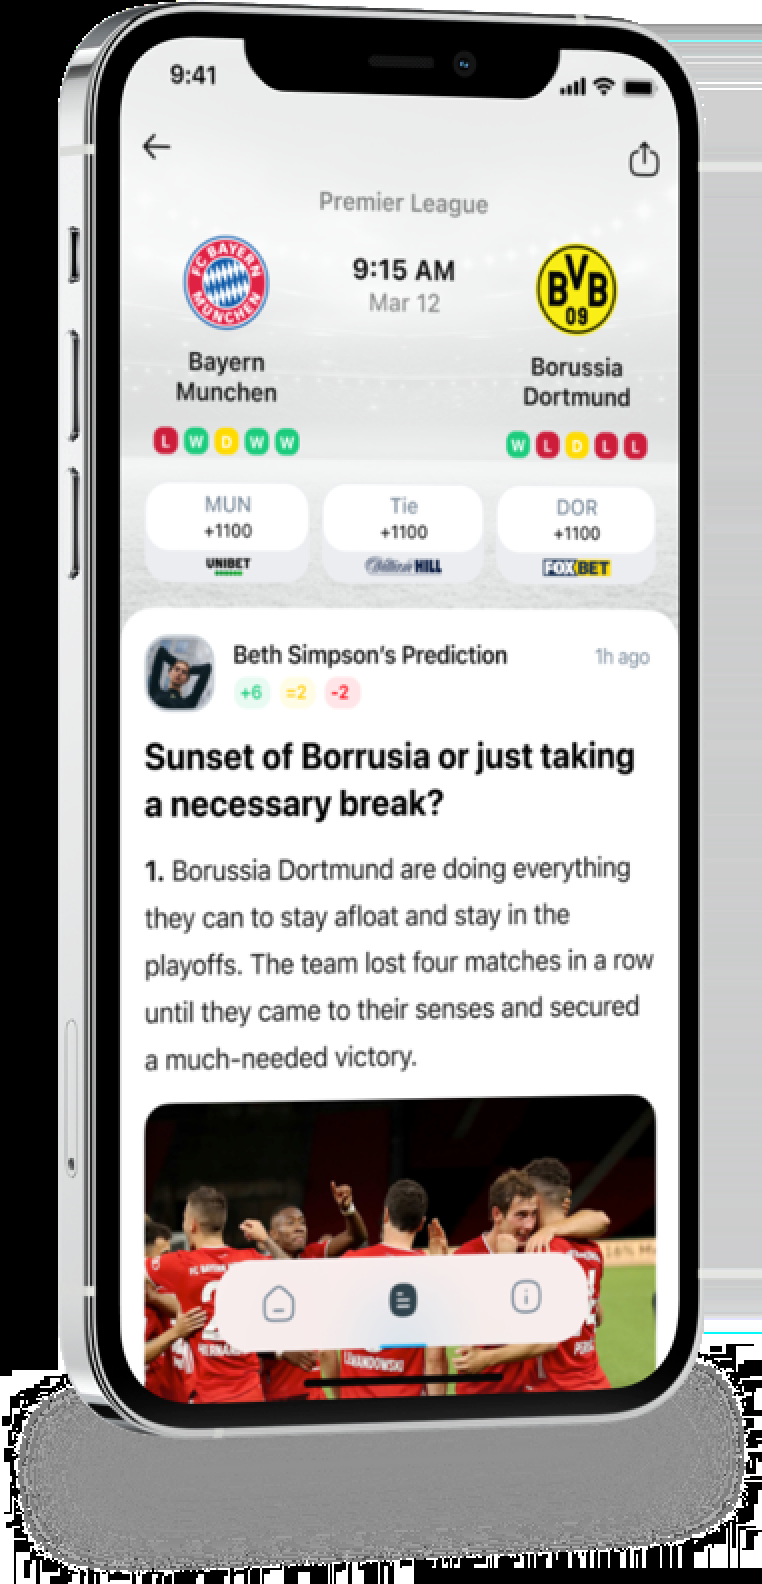 9:41
Premier League
FC BAYERN
MÜNCHEN
9:15 AM
Mar 12
BVB
09
Bayern
Munchen
Borussia
Dortmund
L W D W W
W L D L L
MUN
+1100
UNIBET
Tie
+1100
William HILL
DOR
+1100
FOXBET
Beth Simpson's Prediction
1h ago
+6 =2 -2
Sunset of Borrusia or just taking
a necessary break?
1. Borussia Dortmund are doing everything
they can to stay afloat and stay in the
playoffs. The team lost four matches in a row
until they came to their senses and secured
a much-needed victory.
LEWANDOWSKI